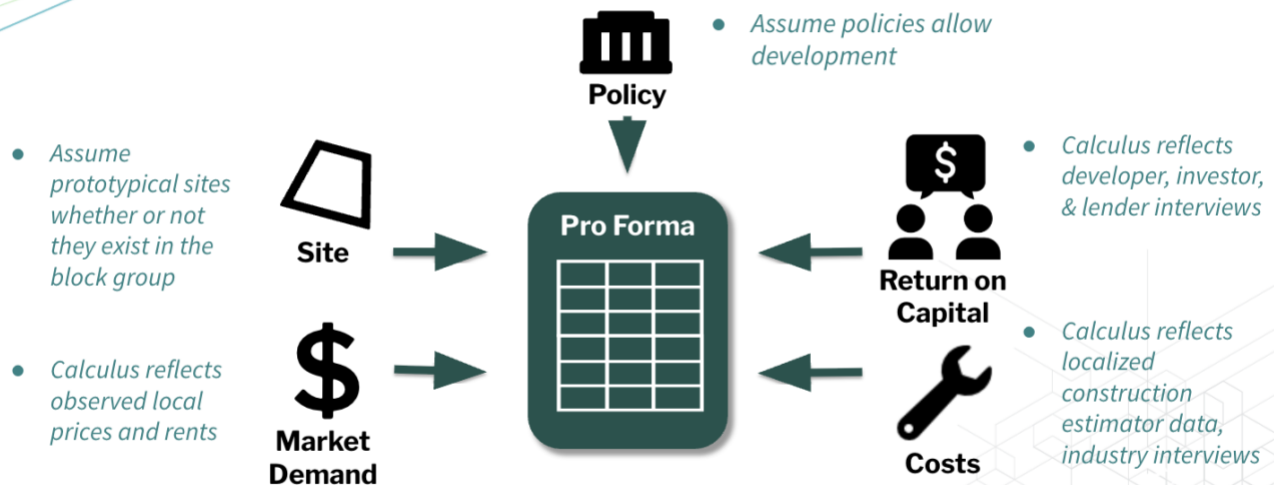 ● Assume policies allow
development
Policy
● Assume
prototypical sites
whether or not
they exist in the
block group
Site
● Calculus reflects
observed local
prices and rents
$
Market
Demand
Pro Forma
$
Return on
Capital
● Calculus reflects
developer, investor,
& lender interviews
Costs
● Calculus reflects
localized
construction
estimator data,
industry interviews